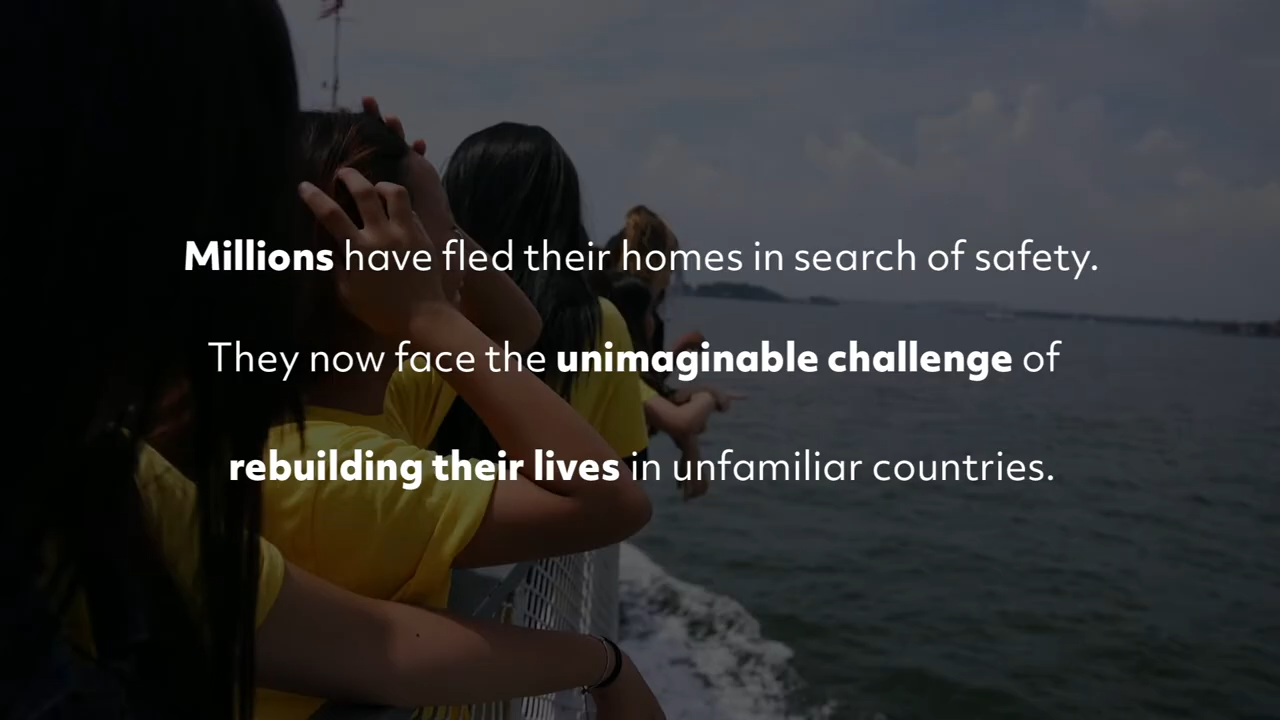 Millions have fled their homes in search of safety.
They now face the unimaginable challenge of
rebuilding their lives in unfamiliar countries.